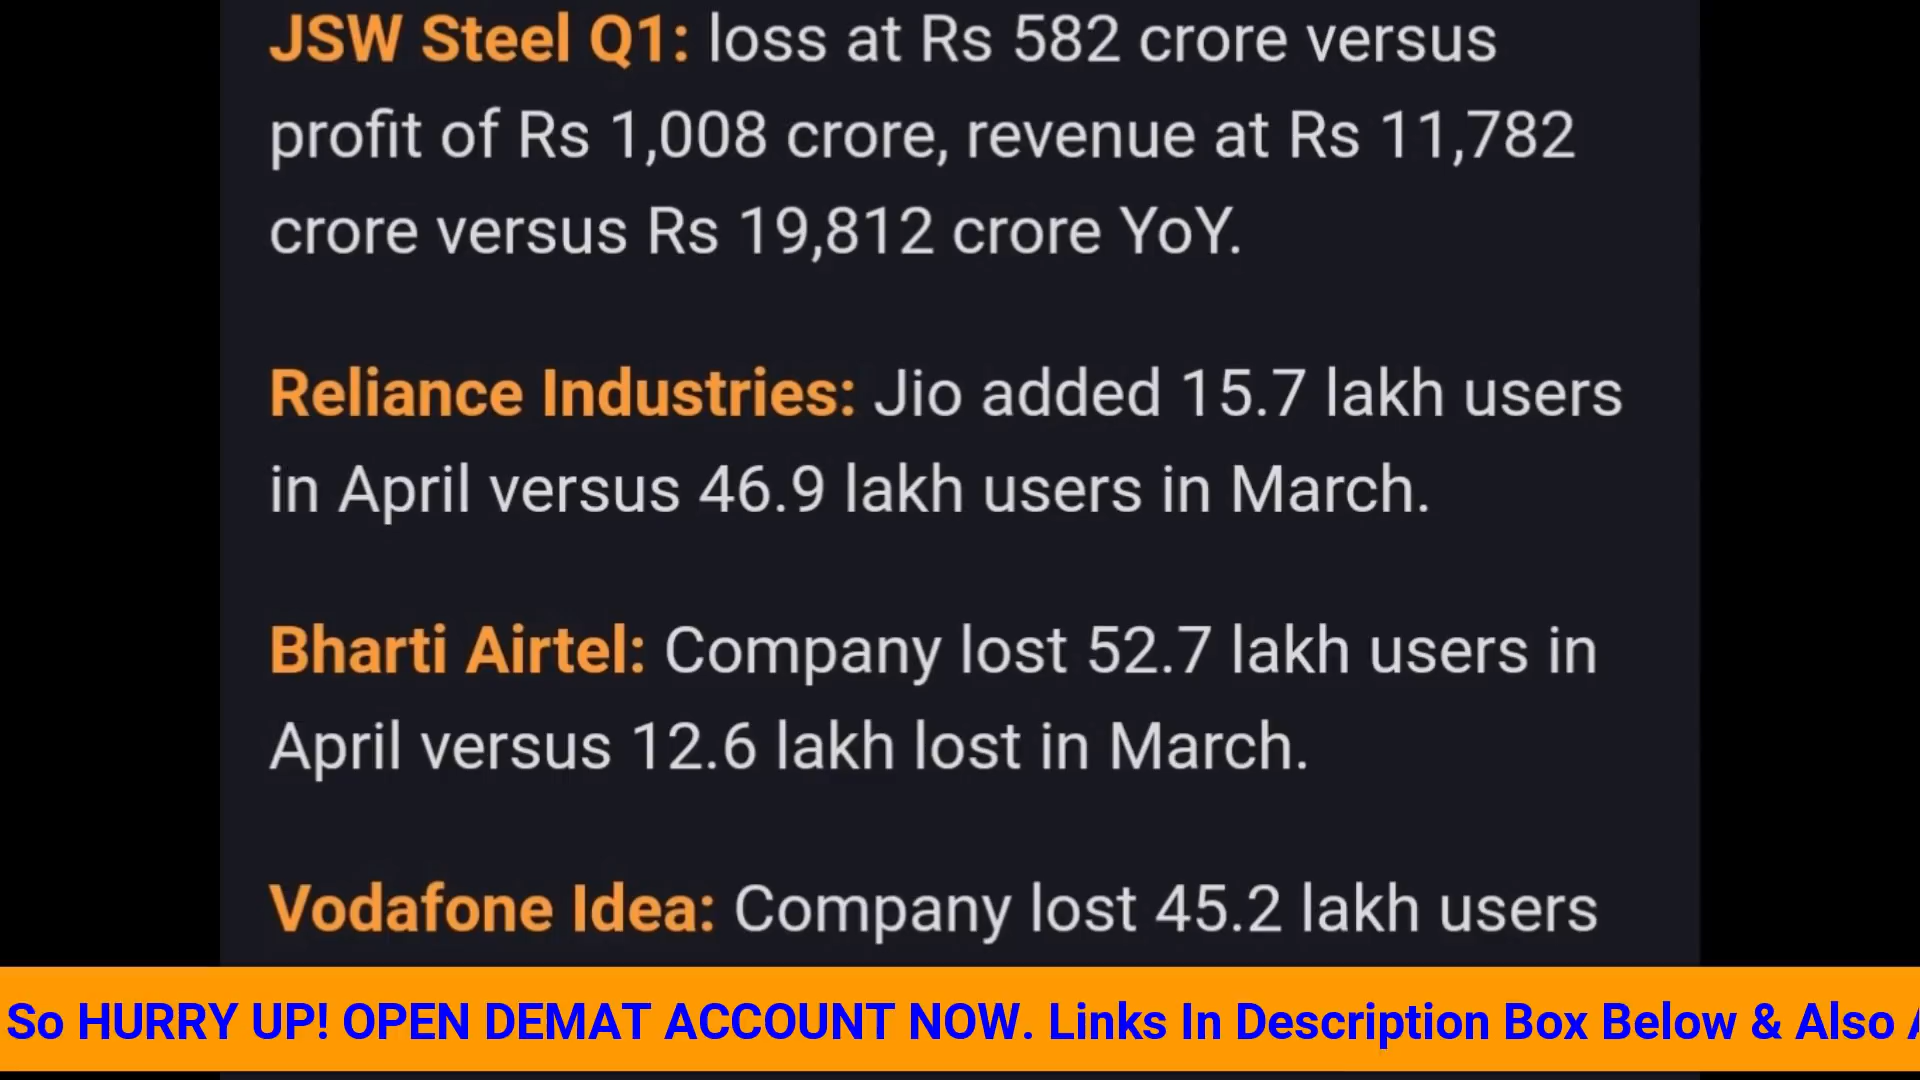 JSW Steel Q1: loss at Rs 582 crore versus
profit of Rs 1,008 crore, revenue at Rs 11,782
crore versus Rs 19,812 crore YoY.
Reliance Industries: Jio added 15.7 lakh users
in April versus 46.9 lakh users in March.
Bharti Airtel: Company lost 52.7 lakh users in
April versus 12.6 lakh lost in March.
Vodafone Idea: Company lost 45.2 lakh users
So HURRY UP! OPEN DEMAT ACCOUNT NOW. Links In Description Box Below & Also